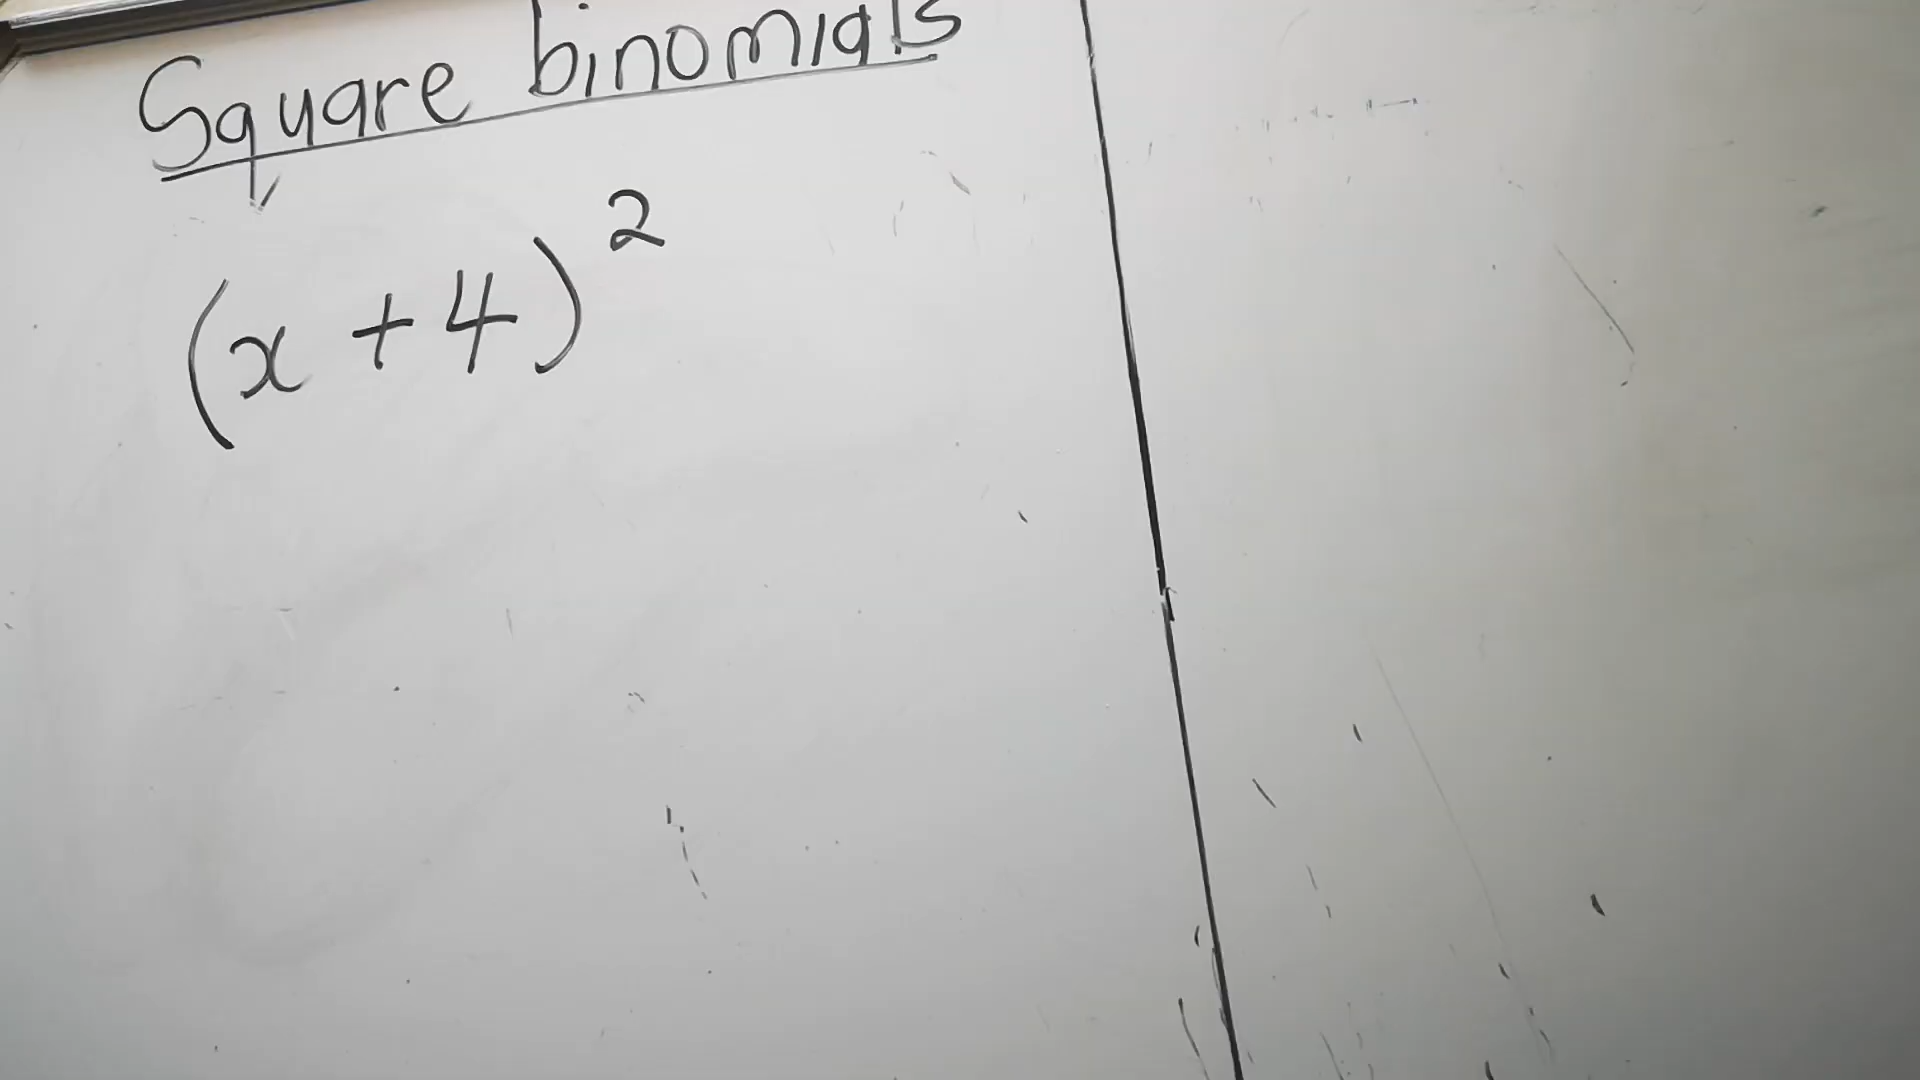 Square binomials
(x + 4)²